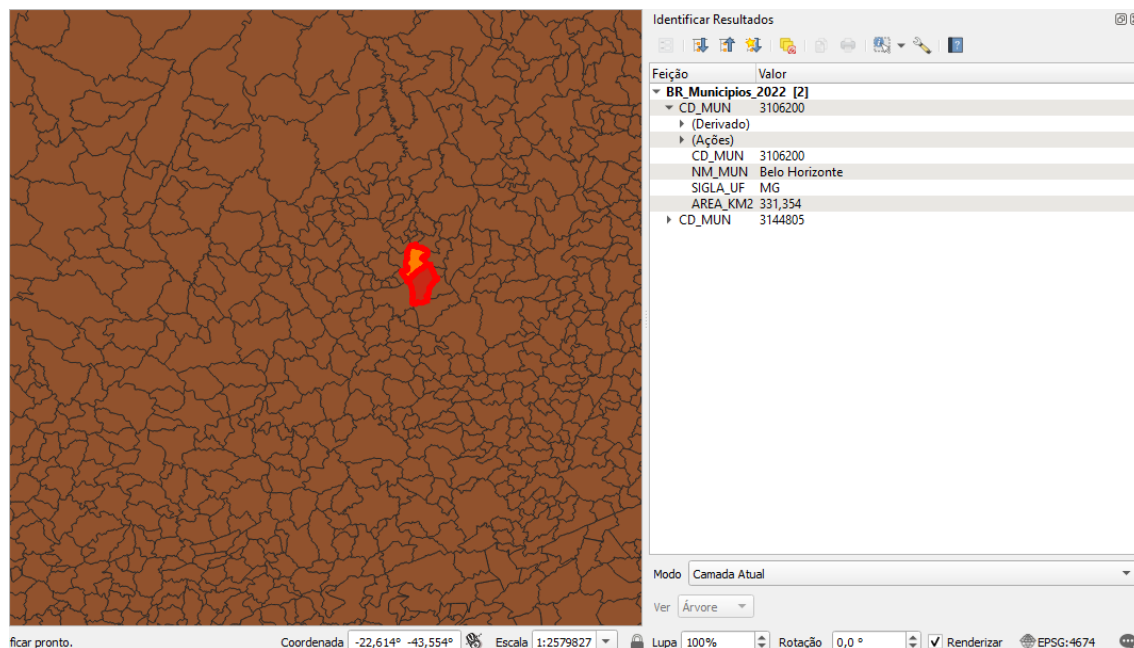 Identificar Resultados
Feição Valor
BR_Municipios_2022 [2]
CD_MUN 3106200
(Derivado)
(Ações)
CD_MUN 3106200
NM_MUN Belo Horizonte
SIGLA_UF MG
AREA_KM2 331,354
CD_MUN 3144805
Modo Camada Atual
Ver Árvore
ficar pronto. Coordenada -22,614° -43,554° Escala 1:2579827 Lupa 100% Rotação 0,0 ° Renderizar EPSG:4674